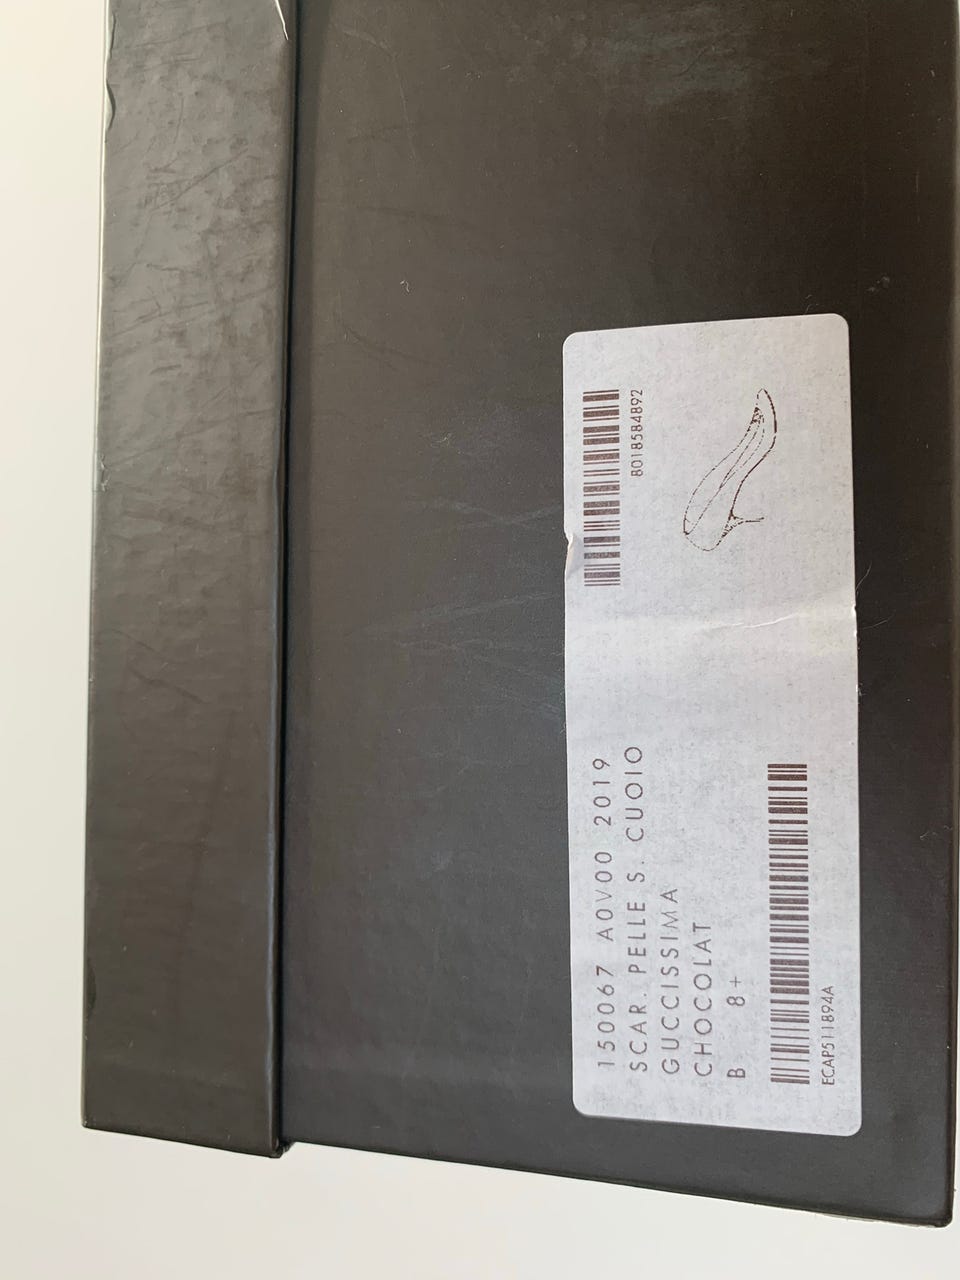 150067 A0V00 2019
SCAR. PELLE S. CUOIO
GUCCISSIMA
CHOCOLAT
B 8+
ECAP511894A
8018584892